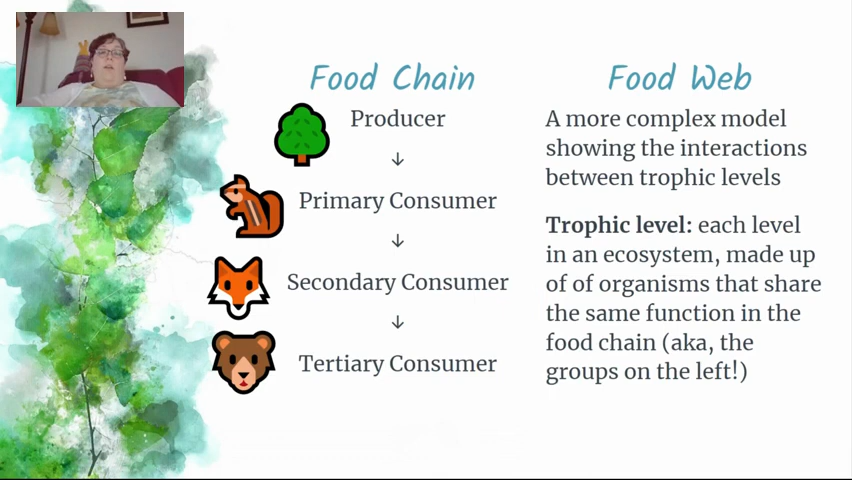 Food Chain
Producer
↓
Primary Consumer
↓
Secondary Consumer
↓
Tertiary Consumer
Food Web
A more complex model
showing the interactions
between trophic levels
Trophic level: each level
in an ecosystem, made up
of of organisms that share
the same function in the
food chain (aka, the
groups on the left!)